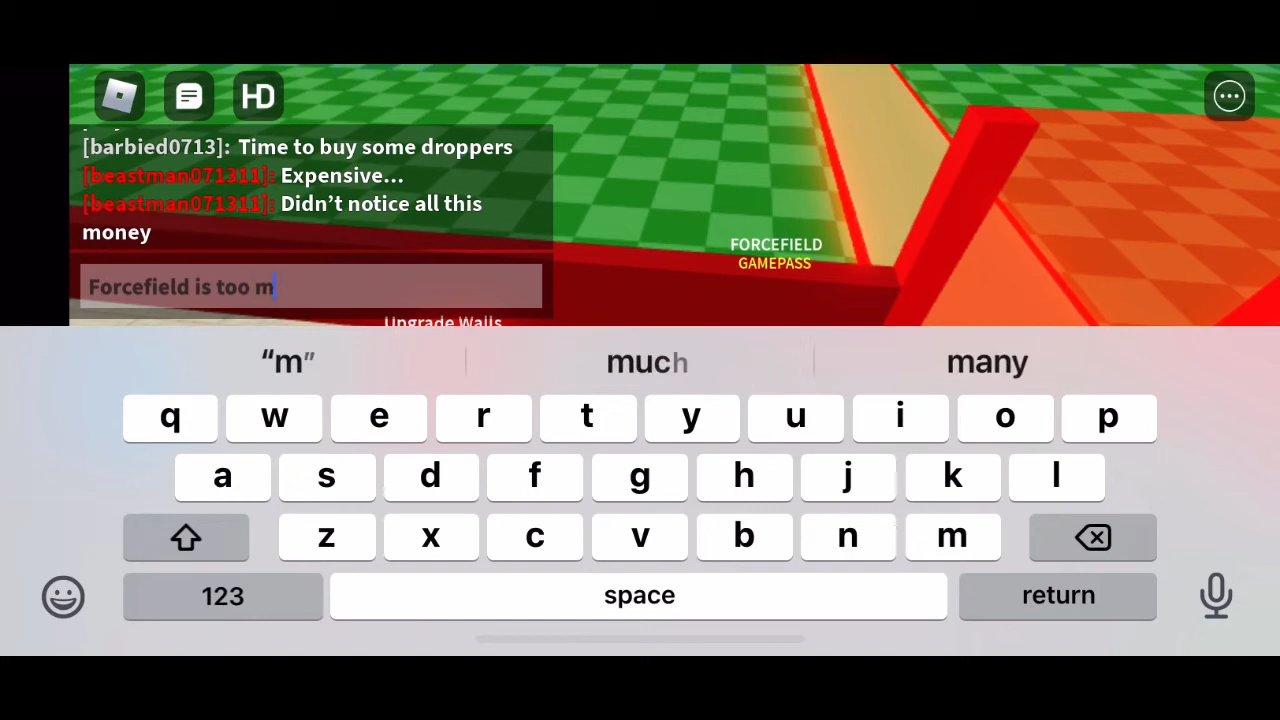 HD
[barbied0713]: Time to buy some droppers
[beastman071311]: Expensive...
[beastman071311]: Didn’t notice all this
money
FORCEFIELD
GAMEPASS
Forcefield is too m
Upgrade Walls
“m” much many
q w e r t y u i o p
a s d f g h j k l
z x c v b n m
123 space return